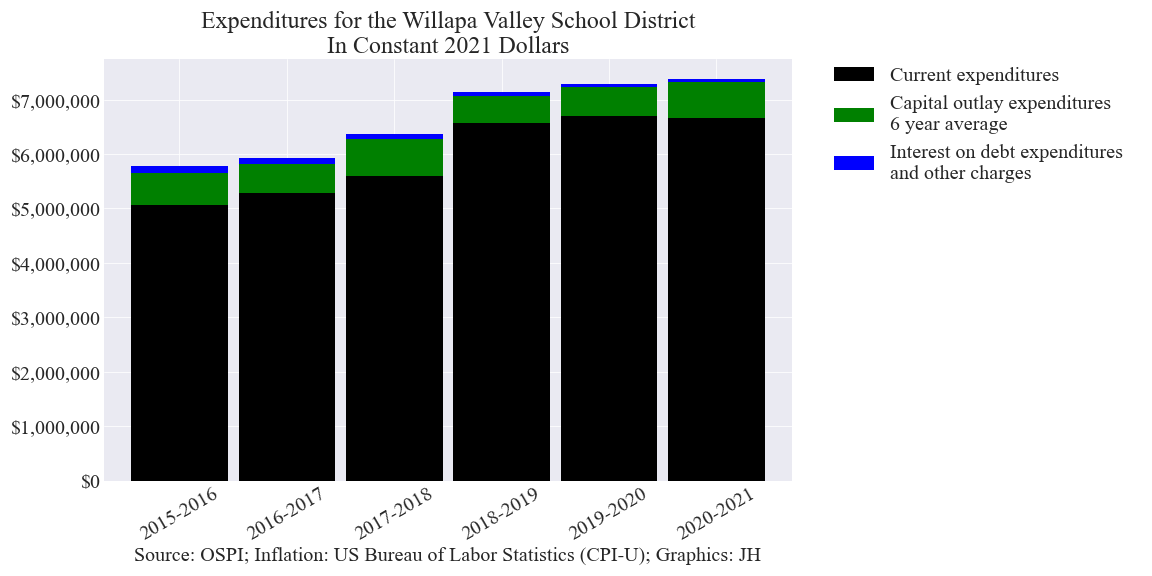 Expenditures for the Willapa Valley School District
In Constant 2021 Dollars
$7,000,000
$6,000,000
$5,000,000
$4,000,000
$3,000,000
$2,000,000
$1,000,000
$0
2015-2016
2016-2017
2017-2018
2018-2019
2019-2020
2020-2021
Source: OSPI; Inflation: US Bureau of Labor Statistics (CPI-U); Graphics: JH
Current expenditures
Capital outlay expenditures
6 year average
Interest on debt expenditures
and other charges